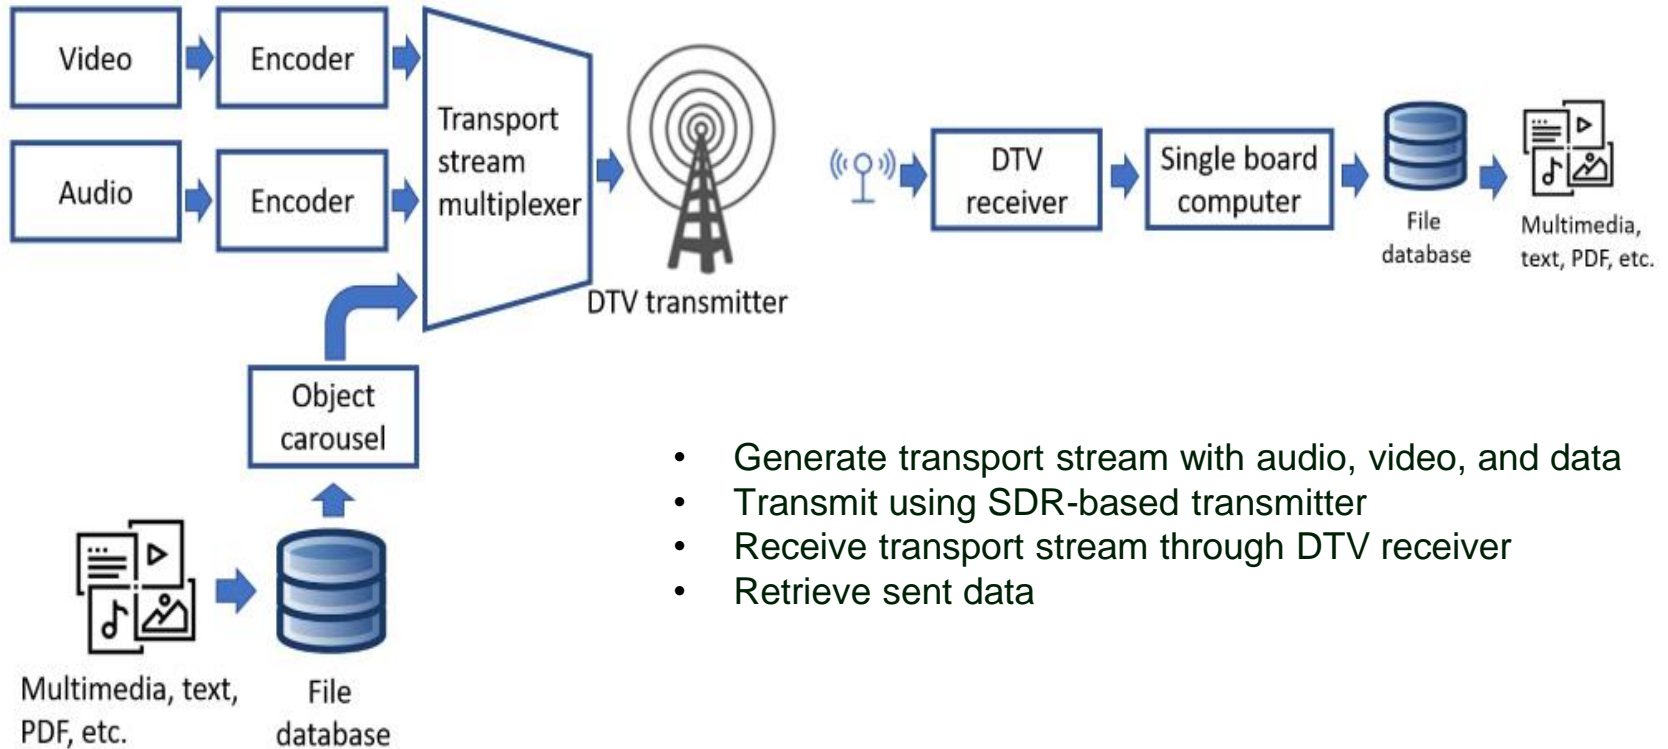 Video
Encoder
Audio
Encoder
Transport
stream
multiplexer
DTV transmitter
Object
carousel
Multimedia, text,
PDF, etc.
File
database
DTV
receiver
Single board
computer
File
database
Multimedia,
text, PDF, etc.
• Generate transport stream with audio, video, and data
• Transmit using SDR-based transmitter
• Receive transport stream through DTV receiver
• Retrieve sent data